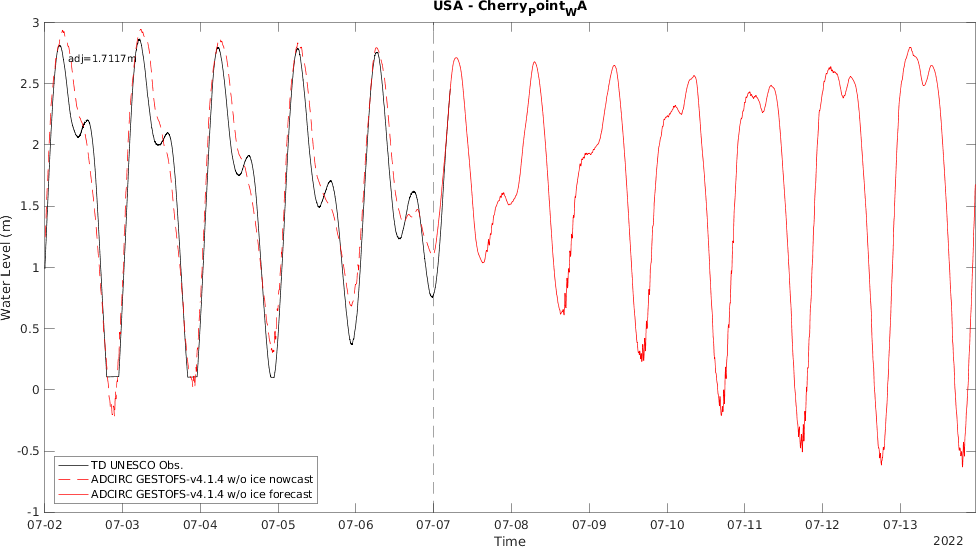 USA - CherryPointWA
adj=1.7117m
3
2.5
2
1.5
1
0.5
0
-0.5
-1
Water Level (m)
TD UNESCO Obs.
ADCIRC GESTOFS-v4.1.4 w/o ice nowcast
ADCIRC GESTOFS-v4.1.4 w/o ice forecast
07-02 07-03 07-04 07-05 07-06 07-07 07-08 07-09 07-10 07-11 07-12 07-13
Time
2022